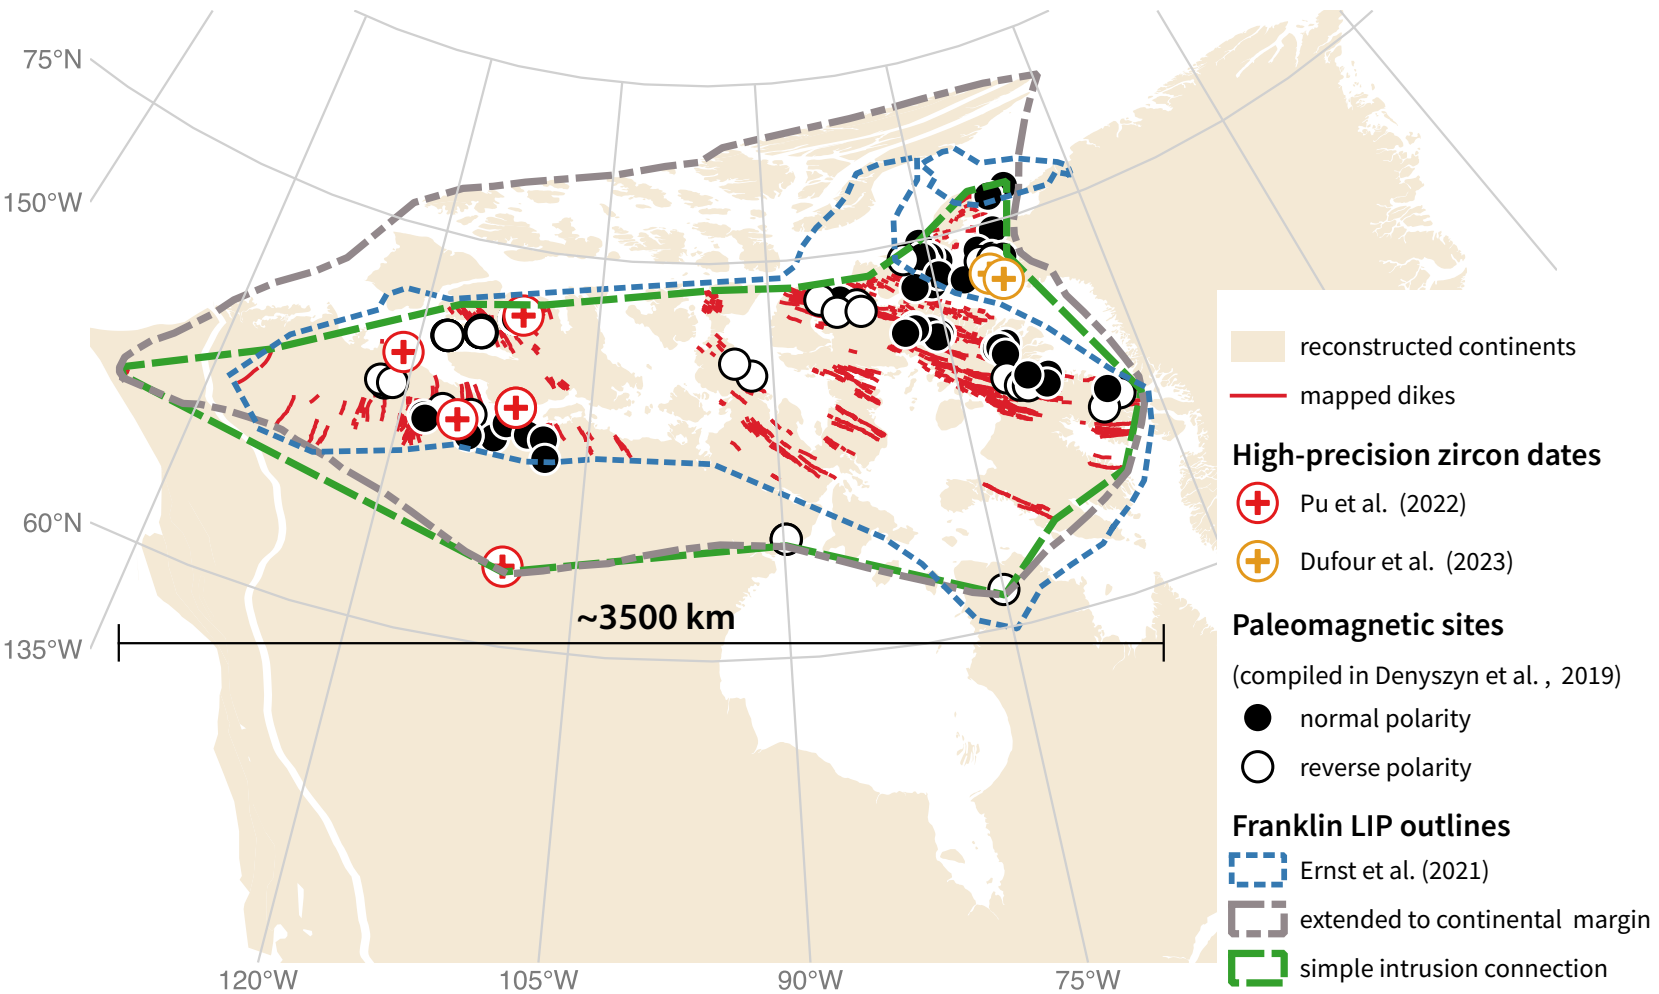 75°N
150°W
60°N
135°W
~3500 km
120°W
105°W
90°W
75°W
reconstructed continents
mapped dikes
High-precision zircon dates
Pu et al. (2022)
Dufour et al. (2023)
Paleomagnetic sites
(compiled in Denyszyn et al. , 2019)
normal polarity
reverse polarity
Franklin LIP outlines
Ernst et al. (2021)
extended to continental margin
simple intrusion connection